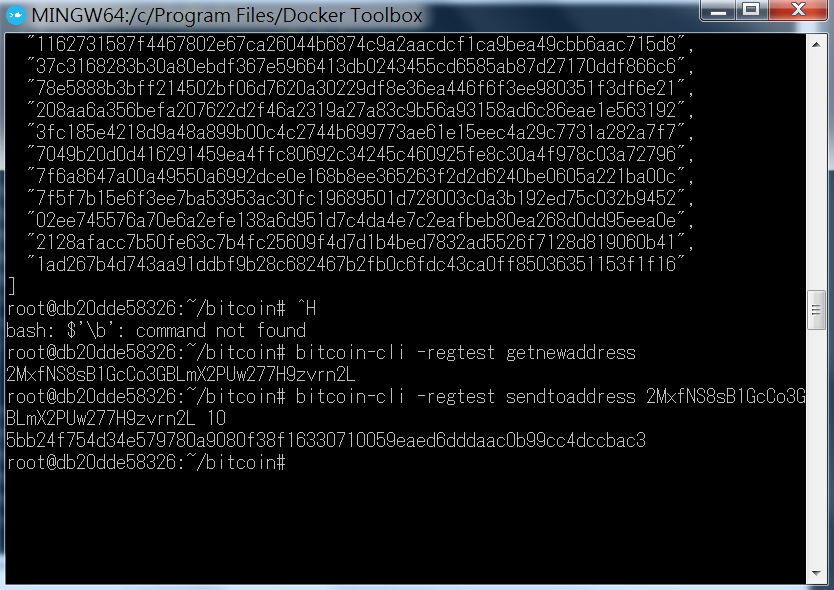 MINGW64:/c/Program Files/Docker Toolbox
"1162731587f4467802e67ca26044b6874c9a2aacdcf1ca9bea49cbb6aac715d8",
"37c3168283b30a80ebdf367e5966413db0243455cd6585ab87d27170ddf866c6",
"78e5888b3bff214502bf06d7620a30229df8e36ea446f6f3ee980351f3df6e21",
"208aa6a356befa207622d2f46a2319a27a83c9b56a93158ad6c86eae1e563192",
"3fc185e4218d9a48a899b00c4c2744b699773ae61e15eec4a29c7731a282a7f7",
"7049b20d0d416291459ea4ffc80692c34245c460925fe8c30a4f978c03a72796",
"7f6a8647a00a49550a6992dce0e168b8ee365263f2d2d6240be0605a221ba00c",
"7f5f7b15e6f3ee7ba53953ac30fc19689501d728003c0a3b192ed75c032b9452",
"02ee745576a70e6a2efe138a6d951d7c4da4e7c2eafbeb80ea268d0dd95eea0e",
"2128afacc7b50fe63c7b4fc25609f4d7d1b4bed7832ad5526f7128d819060b41",
"1ad267b4d743aa91ddbf9b28c682467b2fb0c6fdc43ca0ff85036351153f1f16"
]
root@db20dde58326:~/bitcoin# ^H
bash: $'\b': command not found
root@db20dde58326:~/bitcoin# bitcoin-cli -regtest getnewaddress
2MxfNS8sB1GcCo3GBLmX2PUw277H9zvrn2L
root@db20dde58326:~/bitcoin# bitcoin-cli -regtest sendtoaddress 2MxfNS8sB1GcCo3G
BLmX2PUw277H9zvrn2L 10
5bb24f754d34e579780a9080f38f16330710059eaed6dddaac0b99cc4dccbac3
root@db20dde58326:~/bitcoin#